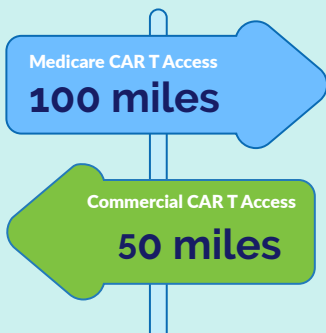 Medicare CAR T Access
100 miles
Commercial CAR T Access
50 miles